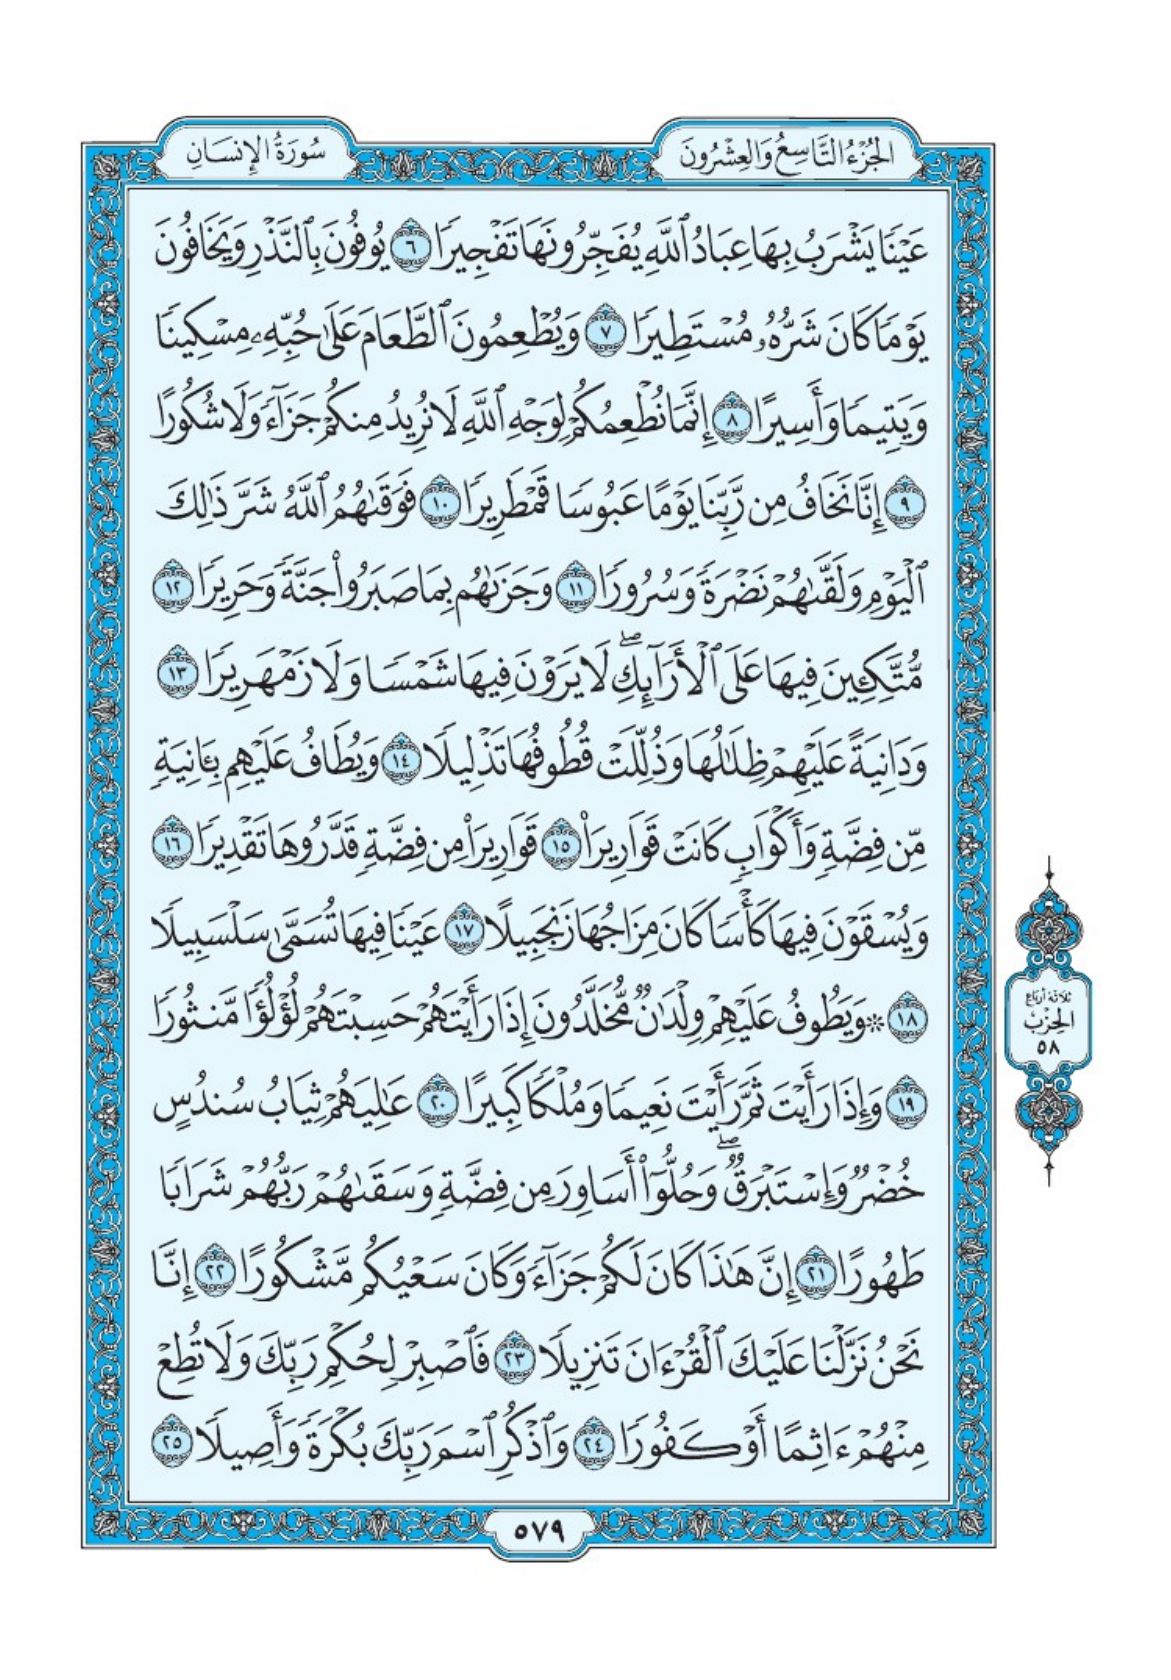 الجُزْءُ التَّاسِعُ وَالعِشْرُونَ
سُورَةُ الإِنسَانِ
عَيْنًا يَشْرَبُ بِهَا عِبَادُ ٱللَّهِ يُفَجِّرُونَهَا تَفْجِيرًا ٦ يُوفُونَ بِٱلنَّذْرِ وَيَخَافُونَ
يَوْمًا كَانَ شَرُّهُۥ مُسْتَطِيرًا ٧ وَيُطْعِمُونَ ٱلطَّعَامَ عَلَىٰ حُبِّهِۦ مِسْكِينًا
وَيَتِيمًا وَأَسِيرًا ٨ إِنَّمَا نُطْعِمُكُمْ لِوَجْهِ ٱللَّهِ لَا نُرِيدُ مِنكُمْ جَزَآءً وَلَا شُكُورًا
٩ إِنَّا نَخَافُ مِن رَّبِّنَا يَوْمًا عَبُوسًا قَمْطَرِيرًا ١٠ فَوَقَىٰهُمُ ٱللَّهُ شَرَّ ذَٰلِكَ
ٱلْيَوْمِ وَلَقَّىٰهُمْ نَضْرَةً وَسُرُورًا ١١ وَجَزَىٰهُم بِمَا صَبَرُوا۟ جَنَّةً وَحَرِيرًا ١٢
مُّتَّكِـِٔينَ فِيهَا عَلَى ٱلْأَرَآئِكِ ۖ لَا يَرَوْنَ فِيهَا شَمْسًا وَلَا زَمْهَرِيرًا ١٣
وَدَانِيَةً عَلَيْهِمْ ظِلَٰلُهَا وَذُلِّلَتْ قُطُوفُهَا تَذْلِيلًا ١٤ وَيُطَافُ عَلَيْهِم بِـَٔانِيَةٍ
مِّن فِضَّةٍ وَأَكْوَابٍ كَانَتْ قَوَارِيرَا۠ ١٥ قَوَارِيرَا۟ مِن فِضَّةٍ قَدَّرُوهَا تَقْدِيرًا ١٦
وَيُسْقَوْنَ فِيهَا كَأْسًا كَانَ مِزَاجُهَا زَنجَبِيلًا ١٧ عَيْنًا فِيهَا تُسَمَّىٰ سَلْسَبِيلًا
١٨ ۞ وَيَطُوفُ عَلَيْهِمْ وِلْدَٰنٌ مُّخَلَّدُونَ إِذَا رَأَيْتَهُمْ حَسِبْتَهُمْ لُؤْلُؤًا مَّنثُورًا
١٩ وَإِذَا رَأَيْتَ ثَمَّ رَأَيْتَ نَعِيمًا وَمُلْكًا كَبِيرًا ٢٠ عَٰلِيَهُمْ ثِيَابُ سُندُسٍ
خُضْرٌ وَإِسْتَبْرَقٌ ۖ وَحُلُّوٓا۟ أَسَاوِرَ مِن فِضَّةٍ وَسَقَىٰهُمْ رَبُّهُمْ شَرَابًا
طَهُورًا ٢١ إِنَّ هَٰذَا كَانَ لَكُمْ جَزَآءً وَكَانَ سَعْيُكُم مَّشْكُورًا ٢٢ إِنَّا
نَحْنُ نَزَّلْنَا عَلَيْكَ ٱلْقُرْءَانَ تَنزِيلًا ٢٣ فَٱصْبِرْ لِحُكْمِ رَبِّكَ وَلَا تُطِعْ
مِنْهُمْ ءَاثِمًا أَوْ كَفُورًا ٢٤ وَٱذْكُرِ ٱسْمَ رَبِّكَ بُكْرَةً وَأَصِيلًا ٢٥
ثَلَاثَة أَرْبَاع
الحِزْب
٥٨
٥٧٩